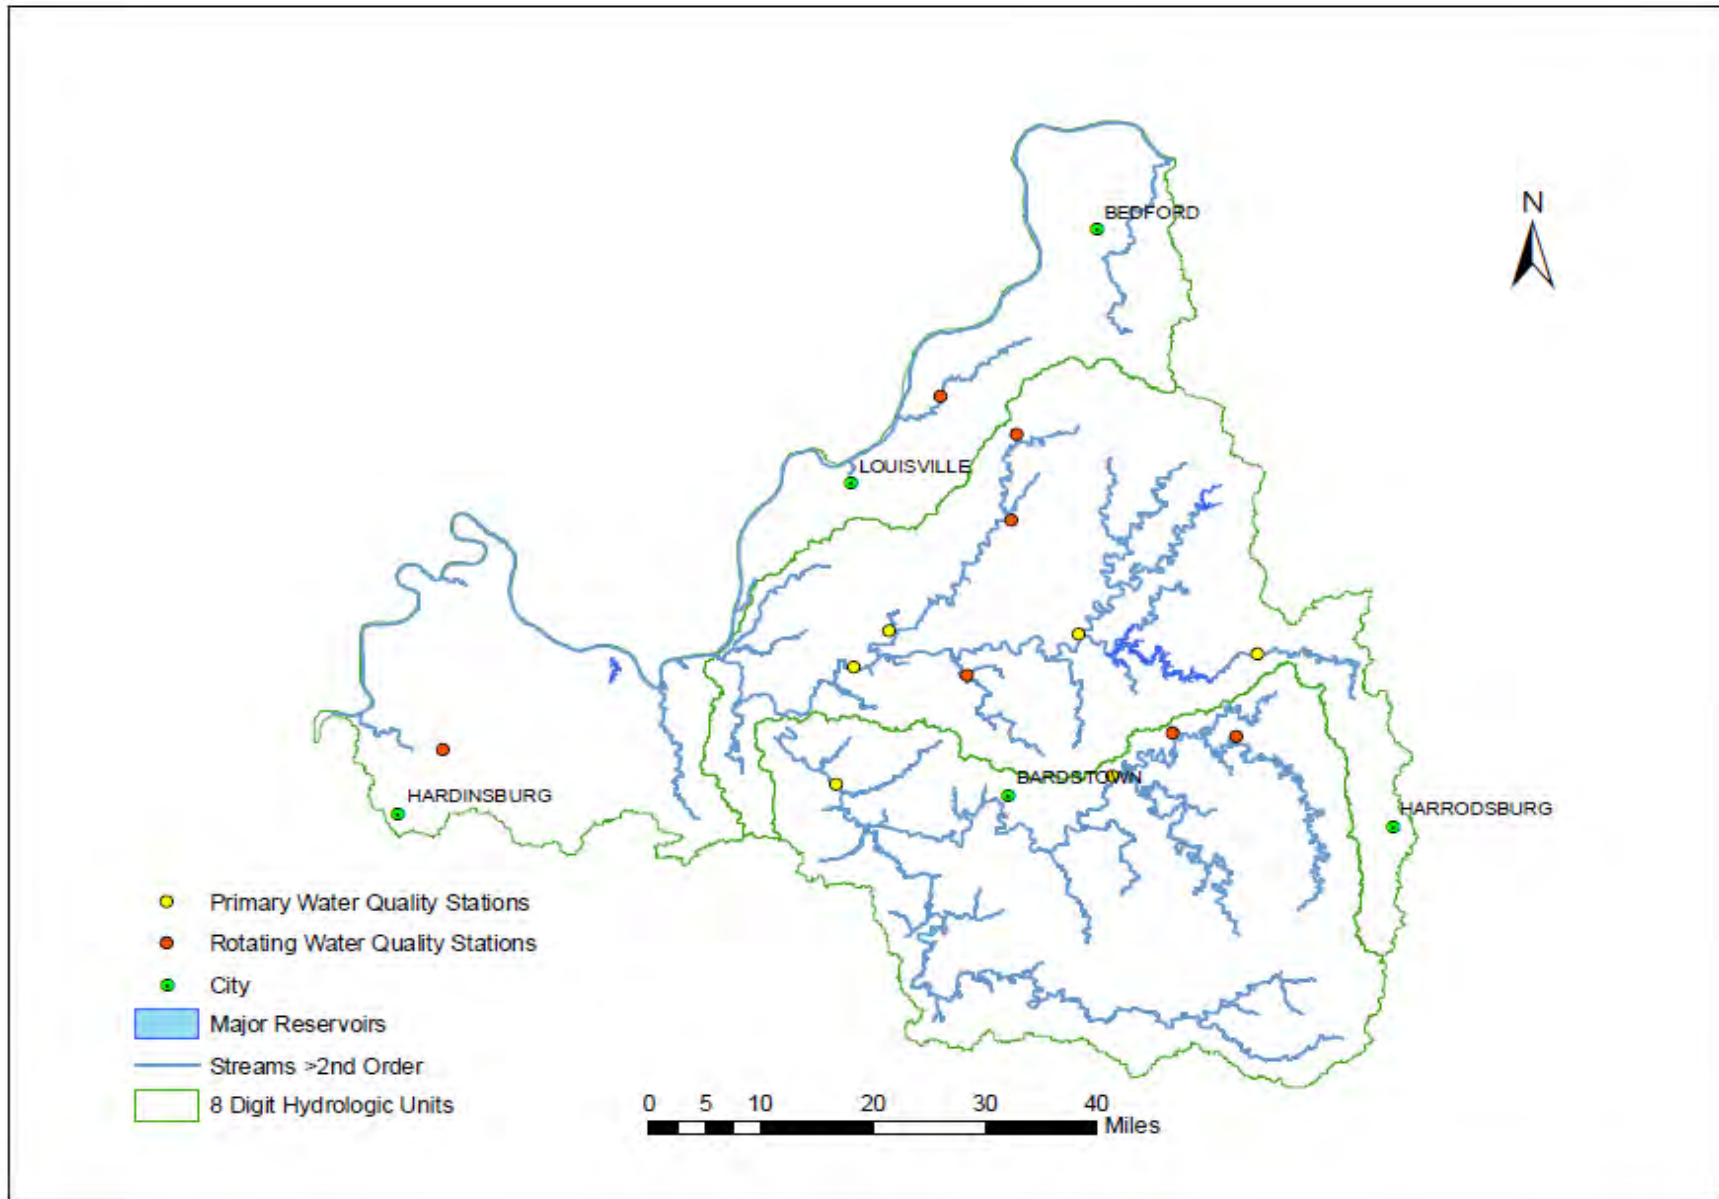 N
BEDFORD
LOUISVILLE
BARDSTOWN
HARDINSBURG
HARRODSBURG
Primary Water Quality Stations
Rotating Water Quality Stations
City
Major Reservoirs
Streams >2nd Order
8 Digit Hydrologic Units
0 5 10 20 30 40
Miles